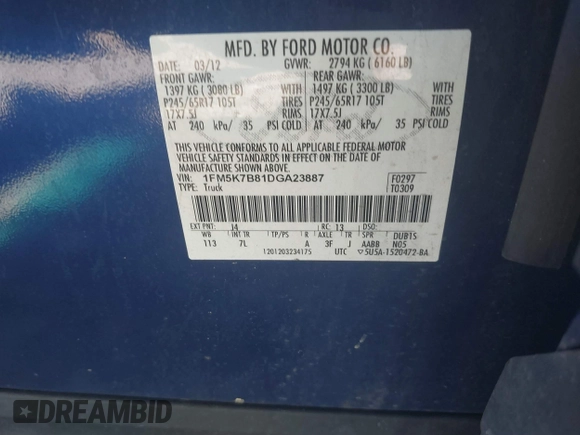 MFD. BY FORD MOTOR CO.
DATE: 03/12 GVWR: 2794 KG ( 6160 LB)
FRONT GAWR: REAR GAWR:
1397 KG ( 3080 LB) 1497 KG ( 3300 LB)
P245/65R17 105T TIRES P245/65R17 105T TIRES
17X7.5J RIMS 17X7.5J RIMS
AT 240 kPa/ 35 PSI COLD AT 240 kPa/ 35 PSI COLD
THIS VEHICLE CONFORMS TO ALL APPLICABLE FEDERAL MOTOR
VEHICLE SAFETY AND THEFT PREVENTION STANDARDS IN EFFECT
ON THE DATE OF MANUFACTURE SHOWN ABOVE.
VIN: 1FM5K7B81DGA23887 F0297
TYPE: Truck T0309
EXT PNT: J4 RC: 13 DSO:
WB INT TR TP/PS R AXLE TR SPR DUB1S
113 7L A 3F J AABB N05
1201203234175 UTC 5U5A-1520472-BA
DREAMBID